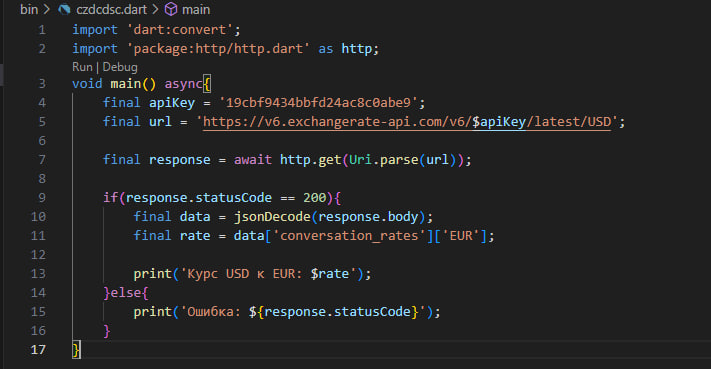 bin > czdcdsc.dart > main
1 import 'dart:convert';
2 import 'package:http/http.dart' as http;
Run | Debug
3 void main() async{
4     final apiKey = '19cbf9434bbfd24ac8c0abe9';
5     final url = 'https://v6.exchangerate-api.com/v6/$apiKey/latest/USD';
6
7     final response = await http.get(Uri.parse(url));
8
9     if(response.statusCode == 200){
10         final data = jsonDecode(response.body);
11         final rate = data['conversation_rates']['EUR'];
12
13         print('Курс USD к EUR: $rate');
14     }else{
15         print('Ошибка: ${response.statusCode}');
16     }
17 }